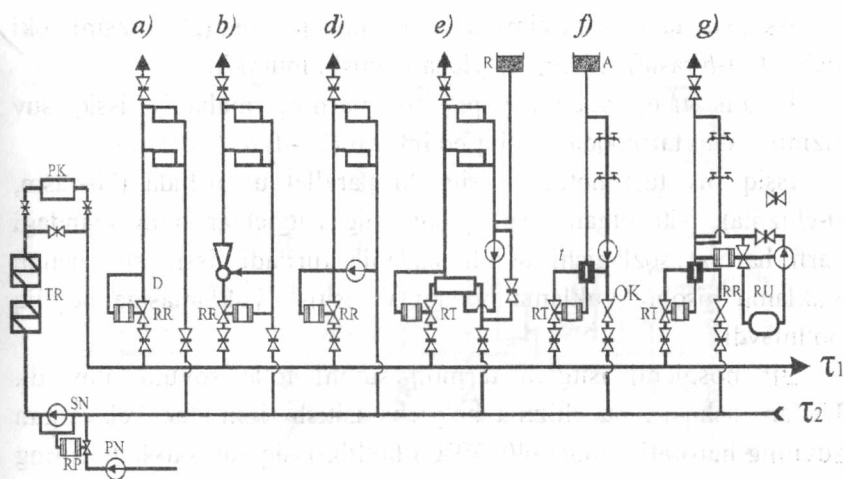 a) b) d) e) f) g)
R A
PK
TR
D
RR RR RR RT RT t OK RT RR RU
τ₁
τ₂
SN
RP PN